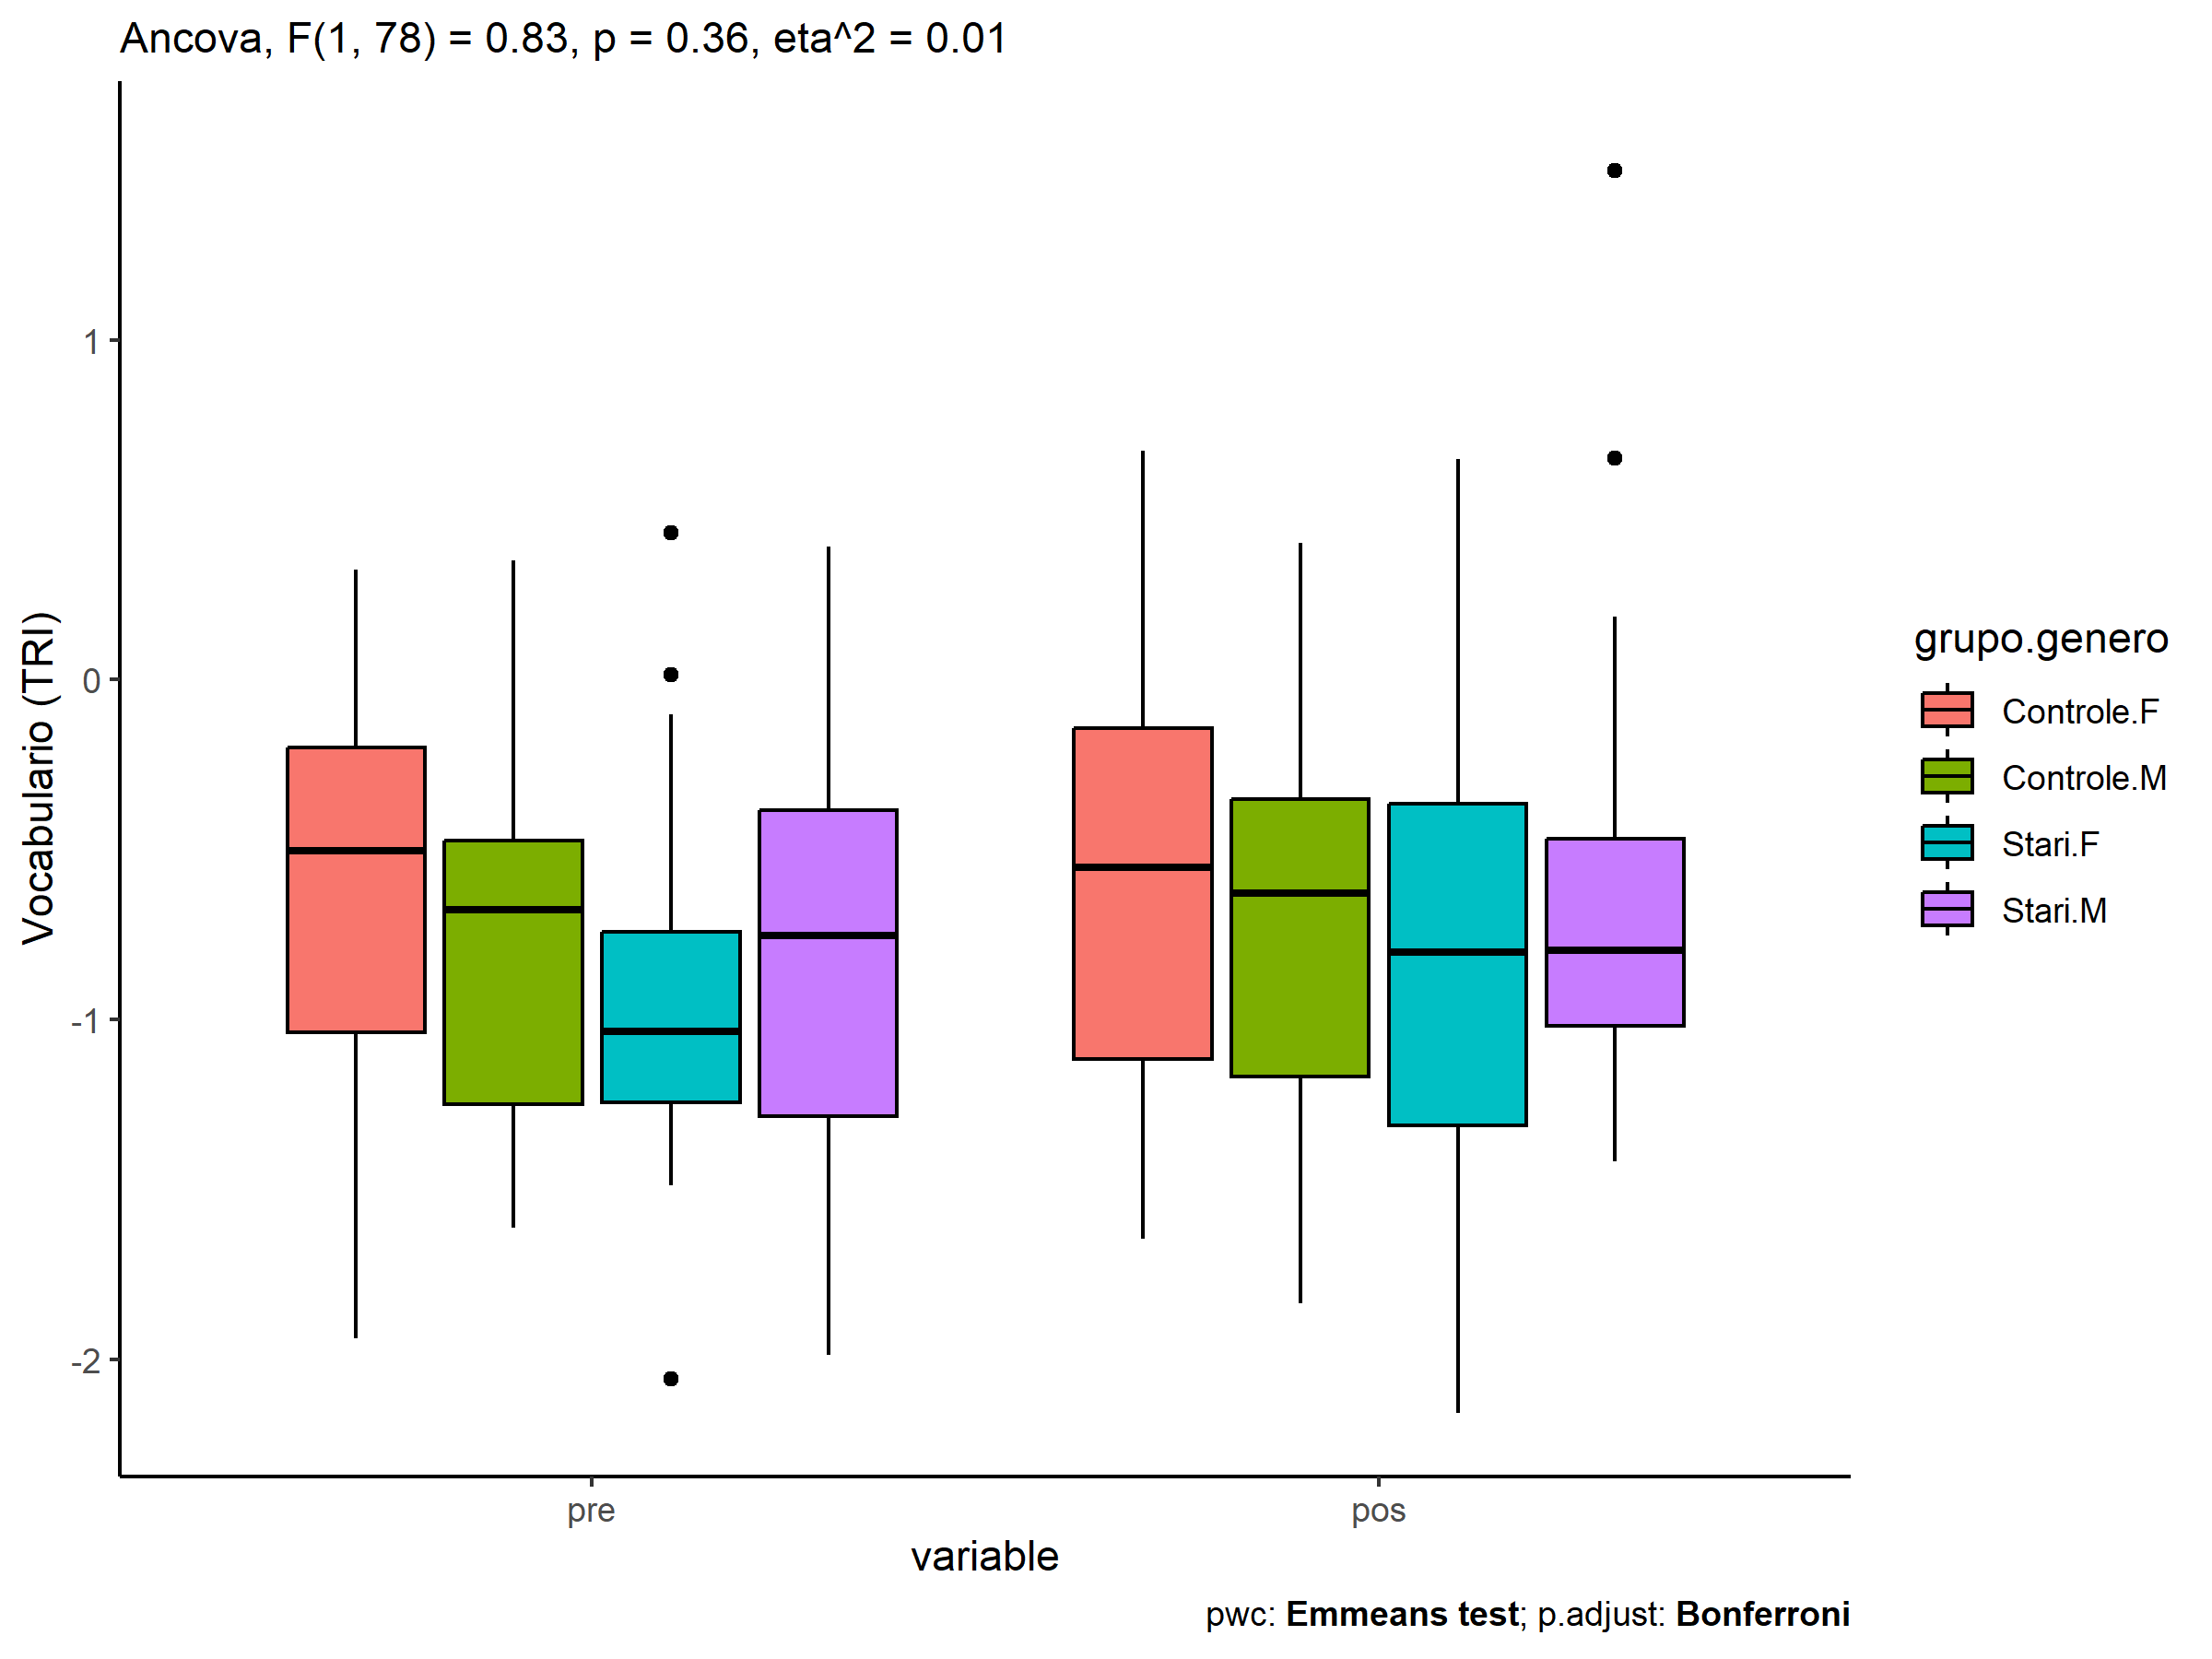 Ancova, F(1, 78) = 0.83, p = 0.36, eta^2 = 0.01
Vocabulario (TRI)
1
0
-1
-2
pre
pos
variable
grupo.genero
Controle.F
Controle.M
Stari.F
Stari.M
pwc: Emmeans test; p.adjust: Bonferroni